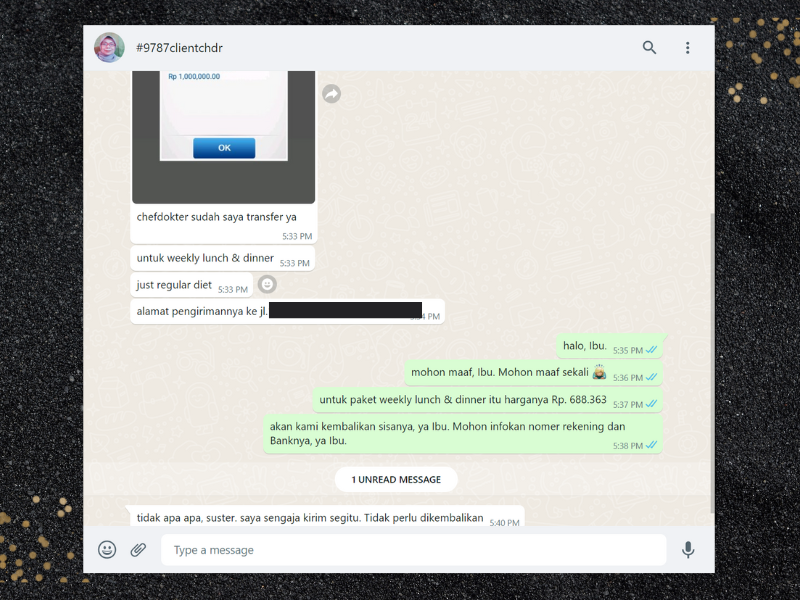 #9787clientchdr
Rp 1,000,000.00
OK
chefdokter sudah saya transfer ya
5:33 PM
untuk weekly lunch & dinner 5:33 PM
just regular diet 5:33 PM
alamat pengirimannya ke jl.
PM
halo, Ibu. 5:35 PM
mohon maaf, Ibu. Mohon maaf sekali 5:36 PM
untuk paket weekly lunch & dinner itu harganya Rp. 688.363 5:37 PM
akan kami kembalikan sisanya, ya Ibu. Mohon infokan nomer rekening dan
Banknya, ya Ibu. 5:38 PM
1 UNREAD MESSAGE
tidak apa apa, suster. saya sengaja kirim segitu. Tidak perlu dikembalikan 5:40 PM
Type a message